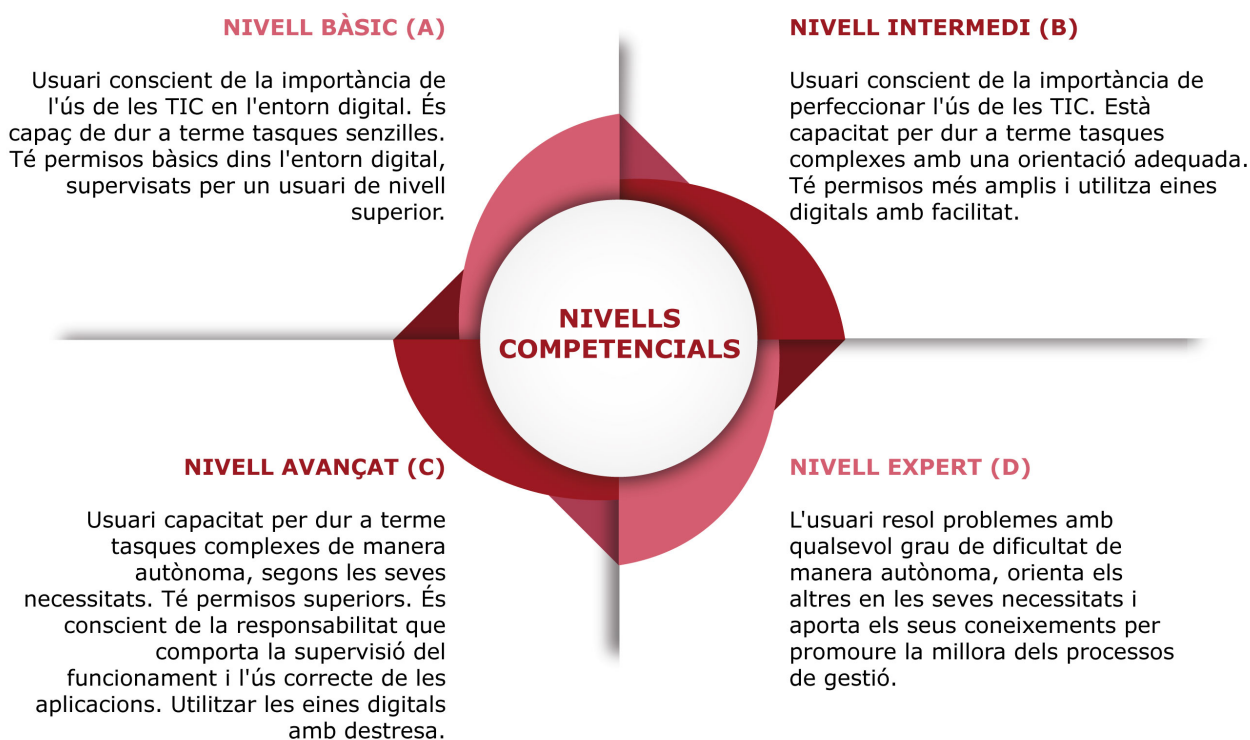 NIVELL BÀSIC (A)
Usuari conscient de la importància de
l'ús de les TIC en l'entorn digital. És
capaç de dur a terme tasques senzilles.
Té permisos bàsics dins l'entorn digital,
supervisats per un usuari de nivell
superior.
NIVELL INTERMEDI (B)
Usuari conscient de la importància de
perfeccionar l'ús de les TIC. Està
capacitat per dur a terme tasques
complexes amb una orientació adequada.
Té permisos més amplis i utilitza eines
digitals amb facilitat.
NIVELLS
COMPETENCIALS
NIVELL AVANÇAT (C)
Usuari capacitat per dur a terme
tasques complexes de manera
autònoma, segons les seves
necessitats. Té permisos superiors. És
conscient de la responsabilitat que
comporta la supervisió del
funcionament i l'ús correcte de les
aplicacions. Utilitzar les eines digitals
amb destresa.
NIVELL EXPERT (D)
L'usuari resol problemes amb
qualsevol grau de dificultat de
manera autònoma, orienta els
altres en les seves necessitats i
aporta els seus coneixements per
promoure la millora dels processos
de gestió.